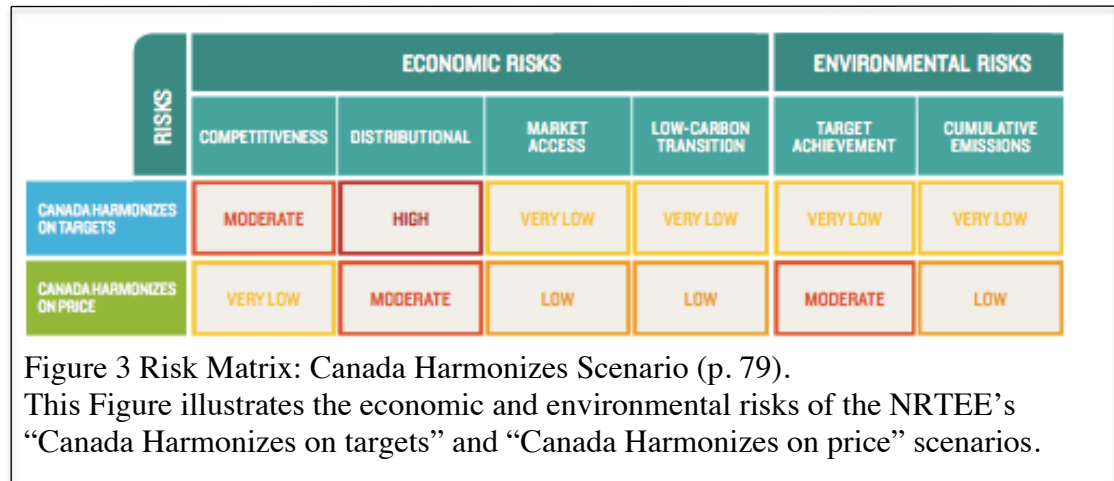 RISKS
ECONOMIC RISKS
ENVIRONMENTAL RISKS
COMPETITIVENESS
DISTRIBUTIONAL
MARKET
ACCESS
LOW-CARBON
TRANSITION
TARGET
ACHIEVEMENT
CUMULATIVE
EMISSIONS
CANADA HARMONIZES
ON TARGETS
MODERATE
HIGH
VERY LOW
VERY LOW
VERY LOW
VERY LOW
CANADA HARMONIZES
ON PRICE
VERY LOW
MODERATE
LOW
LOW
MODERATE
LOW
Figure 3 Risk Matrix: Canada Harmonizes Scenario (p. 79).
This Figure illustrates the economic and environmental risks of the NRTEE’s
“Canada Harmonizes on targets” and “Canada Harmonizes on price” scenarios.